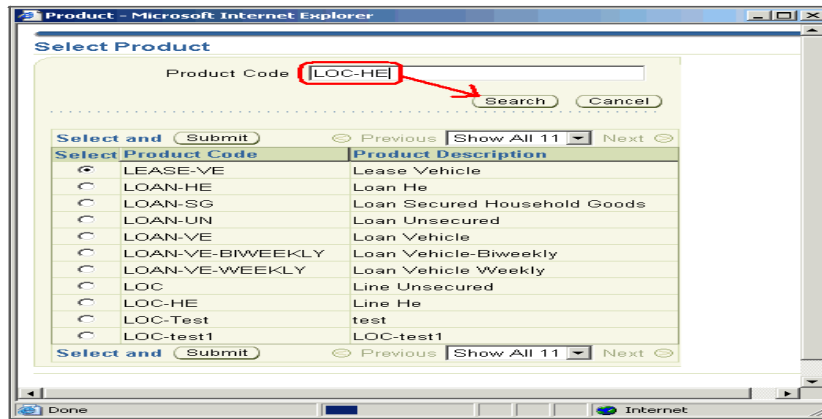 Product - Microsoft Internet Explorer
Select Product
Product Code LOC-HE
Search Cancel
Select and Submit Previous Show All 11 Next
Select Product Code Product Description
LEASE-VE Lease Vehicle
LOAN-HE Loan He
LOAN-SG Loan Secured Household Goods
LOAN-UN Loan Unsecured
LOAN-VE Loan Vehicle
LOAN-VE-BIWEEKLY Loan Vehicle-Biweekly
LOAN-VE-WEEKLY Loan Vehicle Weekly
LOC Line Unsecured
LOC-HE Line He
LOC-Test test
LOC-test1 LOC-test1
Select and Submit Previous Show All 11 Next
Done Internet